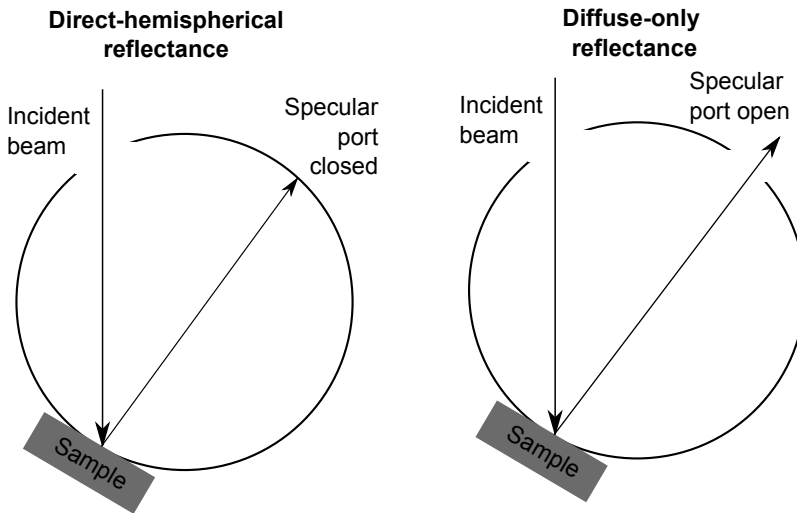 Direct-hemispherical
reflectance
Incident
beam
Specular
port
closed
Sample
Diffuse-only
reflectance
Incident
beam
Specular
port open
Sample